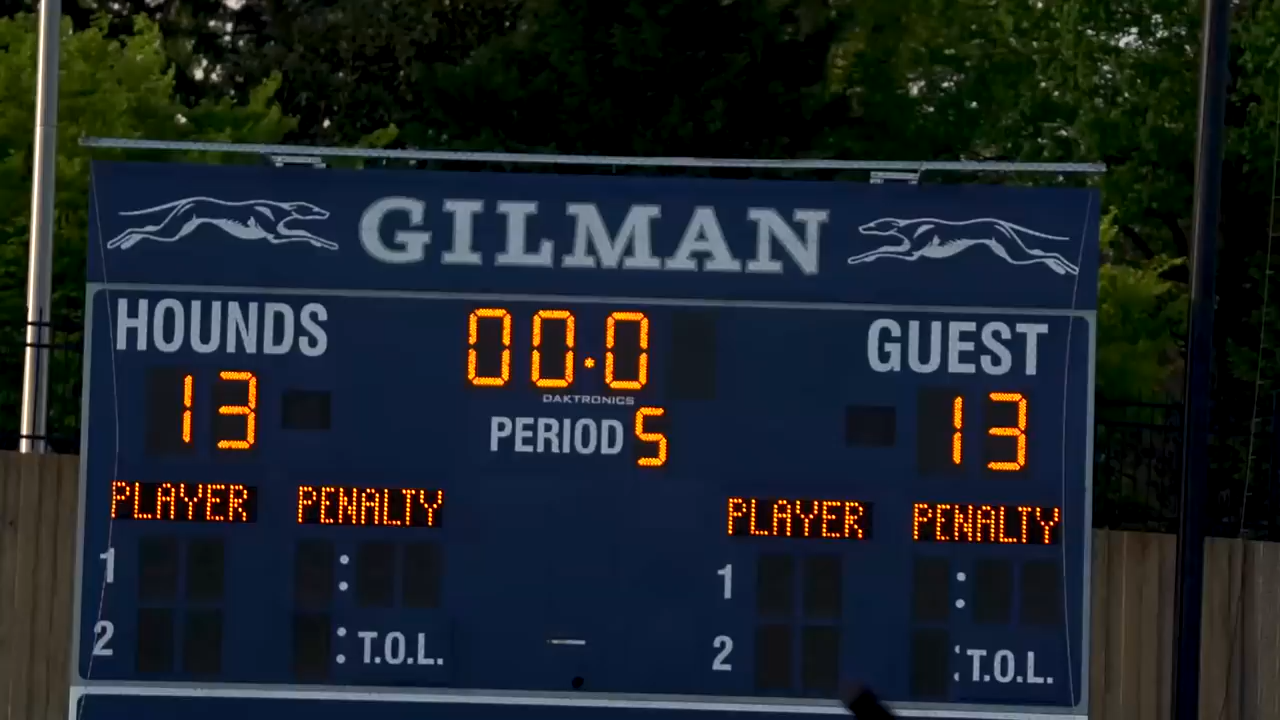 GILMAN
HOUNDS 00.0 GUEST
DAKTRONICS
13 PERIOD 5 13
PLAYER PENALTY PLAYER PENALTY
1 : 1 :
2 : T.O.L. 2 : T.O.L.